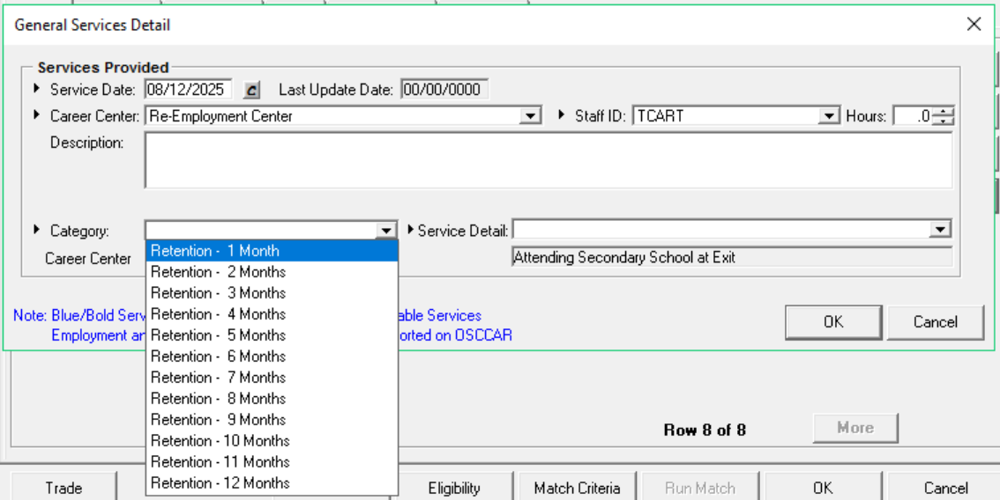 General Services Detail
Services Provided
Service Date: 08/12/2025 C Last Update Date: 00/00/0000
Career Center: Re-Employment Center Staff ID: TCART Hours: .0
Description:
Category: Service Detail:
Career Center Attending Secondary School at Exit
Retention - 1 Month
Retention - 2 Months
Retention - 3 Months
Retention - 4 Months
Retention - 5 Months
Retention - 6 Months
Retention - 7 Months
Retention - 8 Months
Retention - 9 Months
Retention - 10 Months
Retention - 11 Months
Retention - 12 Months
Note: Blue/Bold Serv able Services
Employment an orted on OSCCAR
OK Cancel
Row 8 of 8 More
Trade Eligibility Match Criteria Run Match OK Cancel